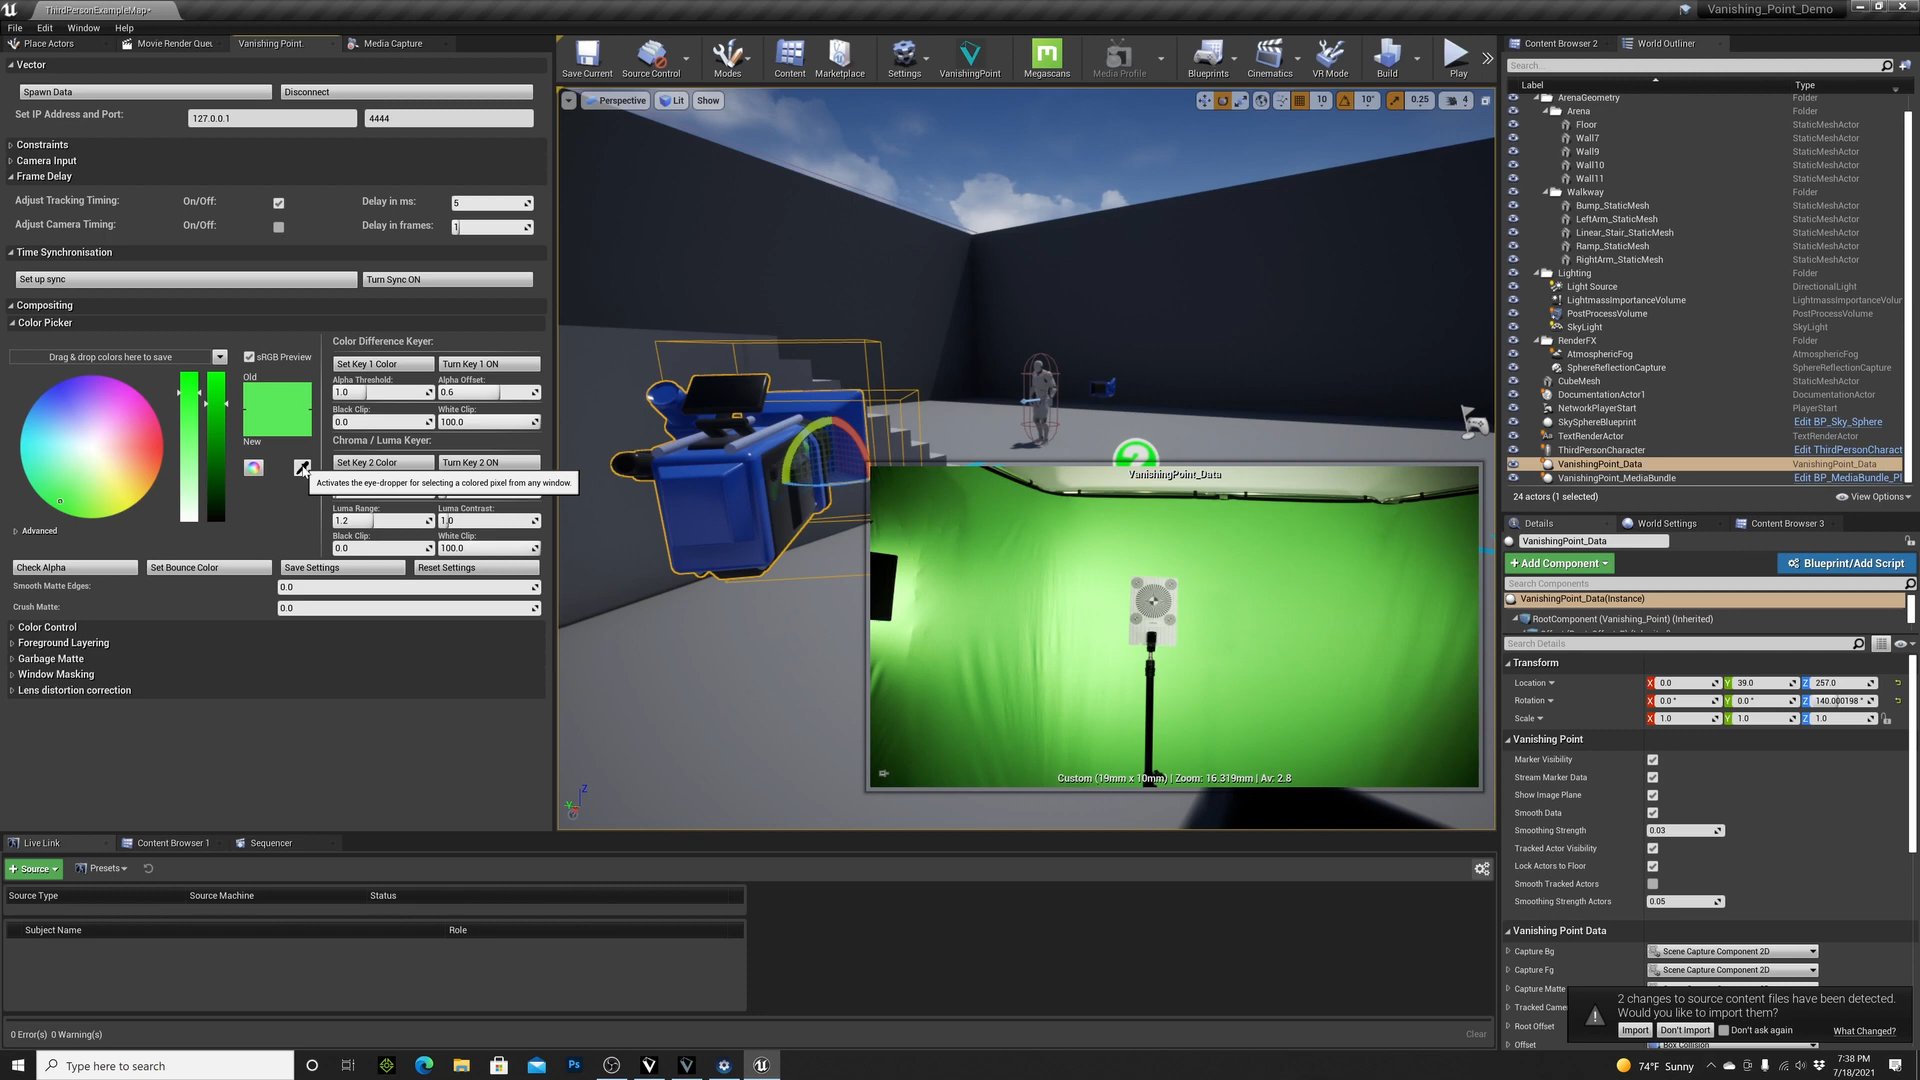 ThirdPersonExampleMap*
Vanishing_Point_Demo
File Edit Window Help
Place Actors
Movie Render Que
Vanishing Point.
Media Capture
Vector
Spawn Data
Disconnect
Set IP Address and Port:
127.0.0.1
4444
Constraints
Camera Input
Frame Delay
Adjust Tracking Timing: On/Off: Delay in ms: 5
Adjust Camera Timing: On/Off: Delay in frames: 1
Time Synchronisation
Set up sync
Turn Sync ON
Compositing
Color Picker
Drag & drop colors here to save
sRGB Preview
Old
New
Advanced
Color Difference Keyer:
Set Key 1 Color
Turn Key 1 ON
Alpha Threshold: Alpha Offset:
1.0 0.6
Black Clip: White Clip:
0.0 100.0
Chroma / Luma Keyer:
Set Key 2 Color
Turn Key 2 ON
Activates the eye-dropper for selecting a colored pixel from any window.
Luma Range: Luma Contrast:
1.2 1.0
Black Clip: White Clip:
0.0 100.0
Check Alpha
Set Bounce Color
Save Settings
Reset Settings
Smooth Matte Edges: 0.0
Crush Matte: 0.0
Color Control
Foreground Layering
Garbage Matte
Window Masking
Lens distortion correction
Save Current
Source Control
Modes
Content
Marketplace
Settings
VanishingPoint
Megascans
Media Profile
Blueprints
Cinematics
VR Mode
Build
Play
Perspective
Lit
Show
10
10°
0.25
4
VanishingPoint_Data
Custom (19mm x 10mm) | Zoom: 16.319mm | Av: 2.8
Content Browser 2
World Outliner
Search...
Label Type
ArenaGeometry Folder
Arena Folder
Floor StaticMeshActor
Wall7 StaticMeshActor
Wall9 StaticMeshActor
Wall10 StaticMeshActor
Wall11 StaticMeshActor
Walkway Folder
Bump_StaticMesh StaticMeshActor
LeftArm_StaticMesh StaticMeshActor
Linear_Stair_StaticMesh StaticMeshActor
Ramp_StaticMesh StaticMeshActor
RightArm_StaticMesh StaticMeshActor
Lighting Folder
Light Source DirectionalLight
LightmassImportanceVolume LightmassImportanceVolur
PostProcessVolume PostProcessVolume
SkyLight SkyLight
RenderFX Folder
AtmosphericFog AtmosphericFog
SphereReflectionCapture SphereReflectionCapture
CubeMesh StaticMeshActor
DocumentationActor1 DocumentationActor
NetworkPlayerStart PlayerStart
SkySphereBlueprint Edit BP_Sky_Sphere
TextRenderActor TextRenderActor
ThirdPersonCharacter Edit ThirdPersonCharact
VanishingPoint_Data VanishingPoint_Data
VanishingPoint_MediaBundle Edit BP_MediaBundle_Pl
24 actors (1 selected)
View Options
Details
World Settings
Content Browser 3
VanishingPoint_Data
+Add Component
Blueprint/Add Script
Search Components
VanishingPoint_Data(Instance)
RootComponent (Vanishing_Point) (Inherited)
Search Details
Transform
Location X 0.0 Y 39.0 Z 257.0
Rotation X 0.0 ° Y 0.0 ° Z 140.000198 °
Scale X 1.0 Y 1.0 Z 1.0
Vanishing Point
Marker Visibility
Stream Marker Data
Show Image Plane
Smooth Data
Smoothing Strength 0.03
Tracked Actor Visibility
Lock Actors to Floor
Smooth Tracked Actors
Smoothing Strength Actors 0.05
Vanishing Point Data
Capture Bg Scene Capture Component 2D
Capture Fg Scene Capture Component 2D
Capture Matte
Tracked Came
Root Offset
Offset Box Collision
2 changes to source content files have been detected.
Would you like to import them?
Import
Don't Import
Don't ask again
What Changed?
Live Link
Content Browser 1
Sequencer
+ Source
Presets
Source Type Source Machine Status
Subject Name Role
0 Error(s) 0 Warning(s)
Clear
Type here to search
Ps
74°F Sunny
7:38 PM
7/18/2021